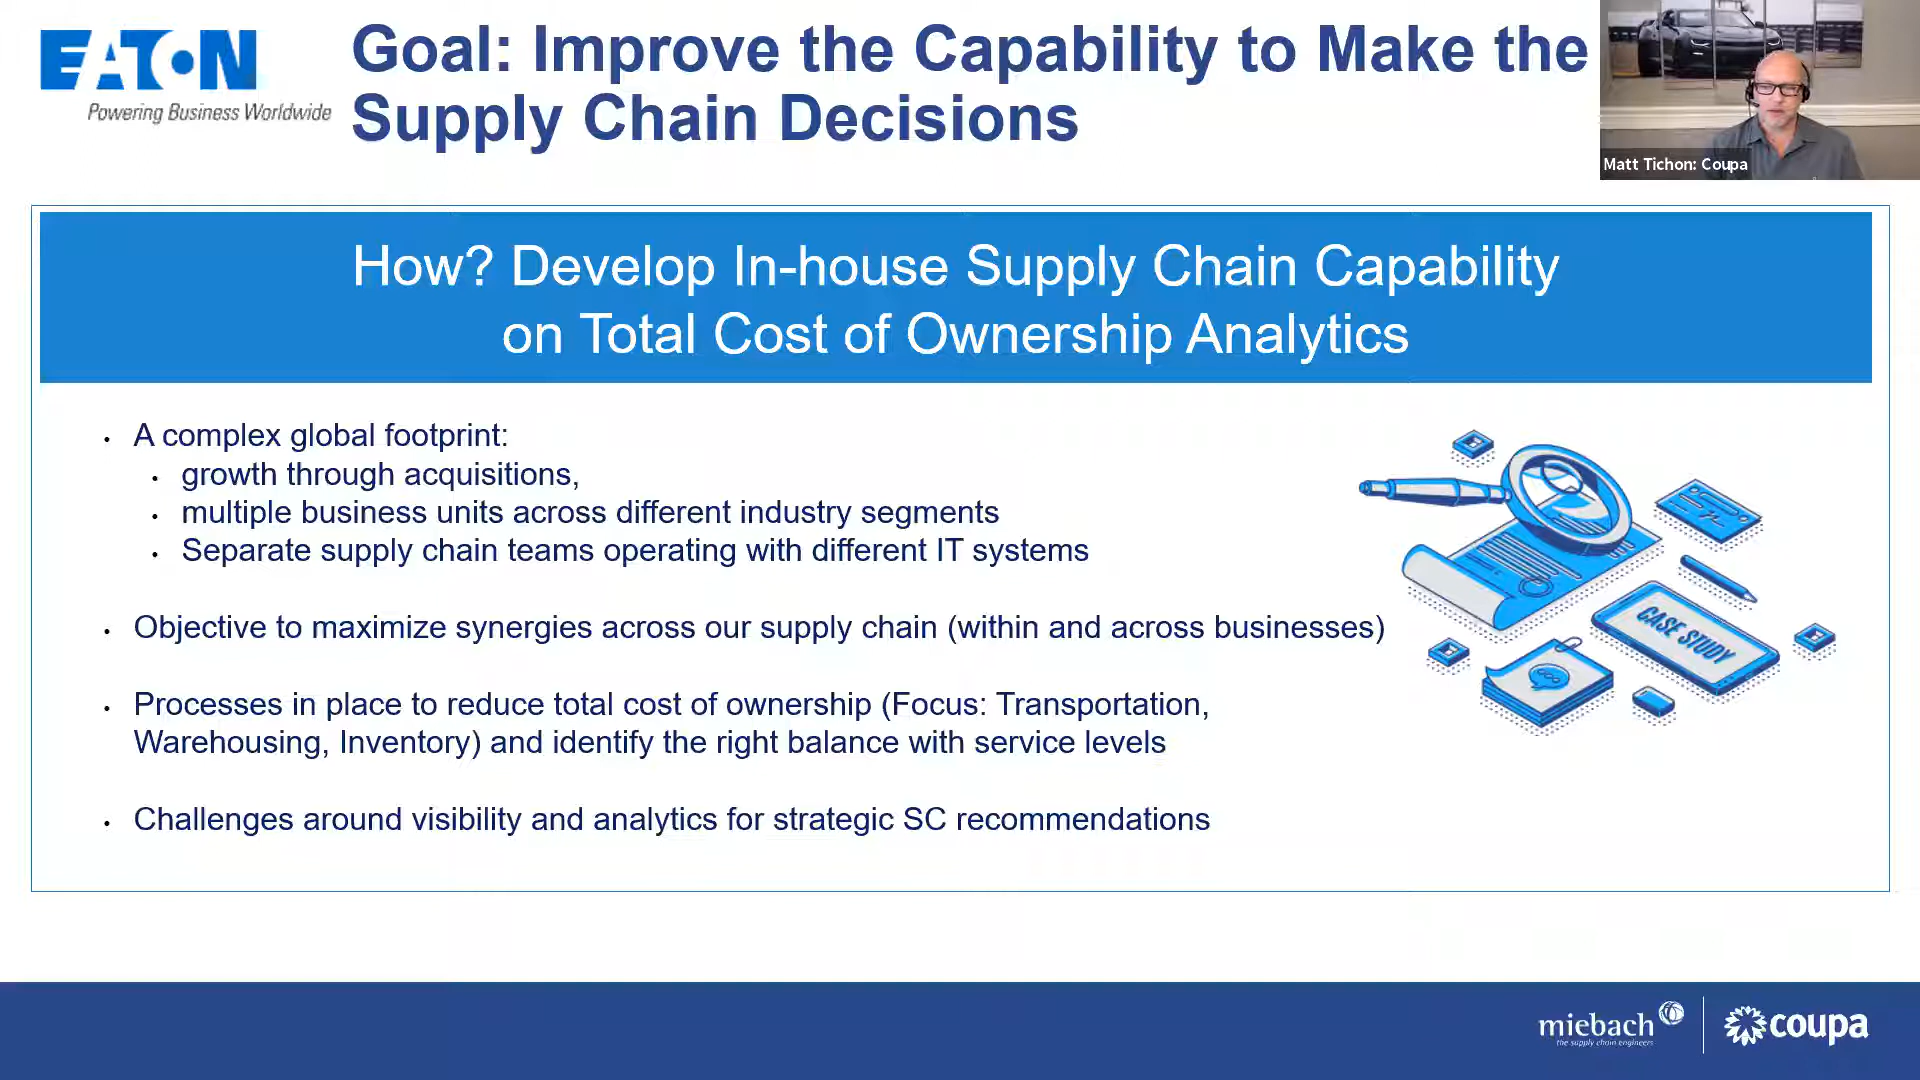 EATON
Powering Business Worldwide
Goal: Improve the Capability to Make the
Supply Chain Decisions
Matt Tichon: Coupa
How? Develop In-house Supply Chain Capability
on Total Cost of Ownership Analytics
• A complex global footprint:
• growth through acquisitions,
• multiple business units across different industry segments
• Separate supply chain teams operating with different IT systems
• Objective to maximize synergies across our supply chain (within and across businesses)
• Processes in place to reduce total cost of ownership (Focus: Transportation,
Warehousing, Inventory) and identify the right balance with service levels
• Challenges around visibility and analytics for strategic SC recommendations
CASE STUDY
miebach
the supply chain engineers
coupa